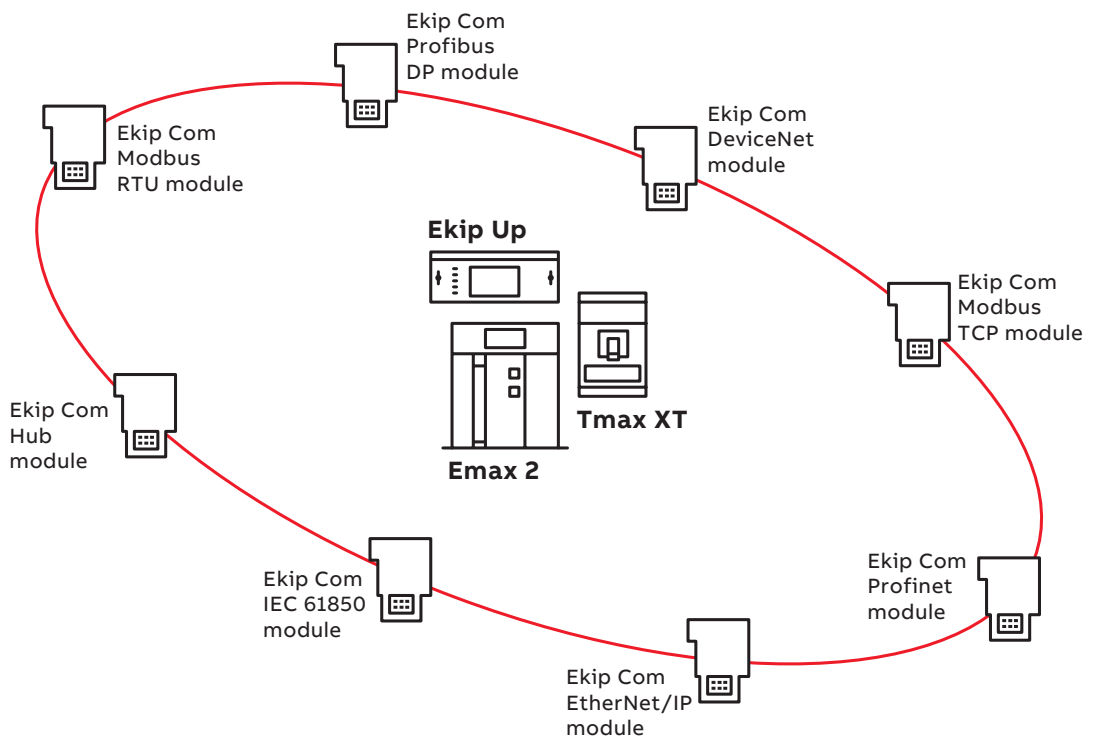 Ekip Com
Profibus
DP module
Ekip Com
DeviceNet
module
Ekip Com
Modbus
RTU module
Ekip Up
Ekip Com
Modbus
TCP module
Tmax XT
Ekip Com
Hub
module
Emax 2
Ekip Com
Profinet
module
Ekip Com
IEC 61850
module
Ekip Com
EtherNet/IP
module